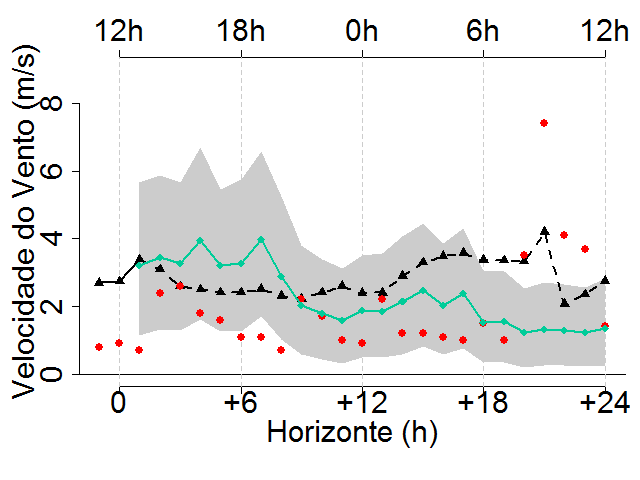 12h 18h 0h 6h 12h
Velocidade do Vento (m/s)
8
6
4
2
0
0 +6 +12 +18 +24
Horizonte (h)